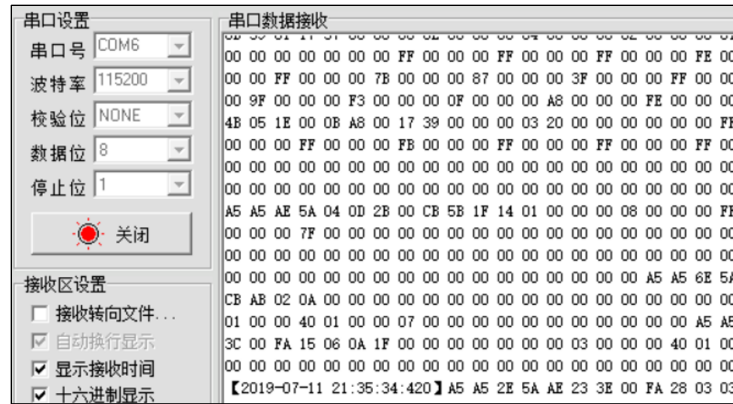 串口设置
串口号 COM6
波特率 115200
校验位 NONE
数据位 8
停止位 1
关闭
接收区设置
接收转向文件...
自动换行显示
显示接收时间
十六进制显示
串口数据接收
00 00 00 00 00 00 00 FF 00 00 00 FF 00 00 00 FF 00 00 00 FE 00
00 00 FF 00 00 00 7B 00 00 00 87 00 00 00 3F 00 00 00 FF 00 00
00 9F 00 00 00 F3 00 00 00 0F 00 00 00 A8 00 00 00 FE 00 00 00
4B 05 1E 00 0B A8 00 17 39 00 00 00 03 20 00 00 00 00 00 00 FF
00 00 00 FF 00 00 00 FB 00 00 00 FF 00 00 00 FF 00 00 00 FF 00
00 00 00 00 00 00 00 00 00 00 00 00 00 00 00 00 00 00 00 00 00
00 00 00 00 00 00 00 00 00 00 00 00 00 00 00 00 00 00 00 00 00
A5 A5 AE 5A 04 0D 2B 00 CB 5B 1F 14 01 00 00 00 08 00 00 00 FF
00 00 00 7F 00 00 00 00 00 00 00 00 00 00 00 00 00 00 00 00 00
00 00 00 00 00 00 00 00 00 00 00 00 00 00 00 00 00 00 00 00 00
00 00 00 00 00 00 00 00 00 00 00 00 00 00 00 00 00 A5 A5 6E 5A
CB AB 02 0A 00 00 00 00 00 00 00 00 00 00 00 00 00 00 00 00 00
01 00 00 40 01 00 00 07 00 00 00 00 00 00 00 00 00 00 00 A5 A5
3C 00 FA 15 06 0A 1F 00 00 00 00 00 00 00 03 00 00 00 40 01 00
00 00 00 00 00 00 00 00 00 00 00 00 00 00 00 00 00 00 00 00 00
【2019-07-11 21:35:34:420】A5 A5 2E 5A AE 23 3E 00 FA 28 03 03